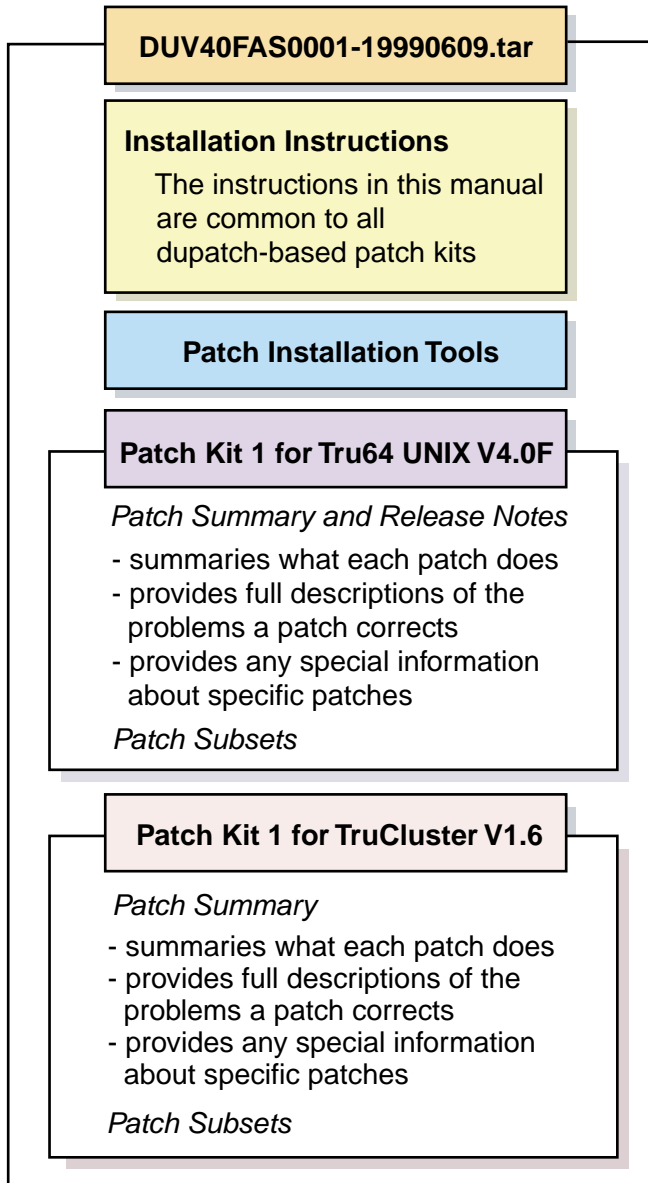 DUV40FAS0001-19990609.tar
Installation Instructions
The instructions in this manual
are common to all
dupatch-based patch kits
Patch Installation Tools
Patch Kit 1 for Tru64 UNIX V4.0F
Patch Summary and Release Notes
- summaries what each patch does
- provides full descriptions of the
problems a patch corrects
- provides any special information
about specific patches
Patch Subsets
Patch Kit 1 for TruCluster V1.6
Patch Summary
- summaries what each patch does
- provides full descriptions of the
problems a patch corrects
- provides any special information
about specific patches
Patch Subsets